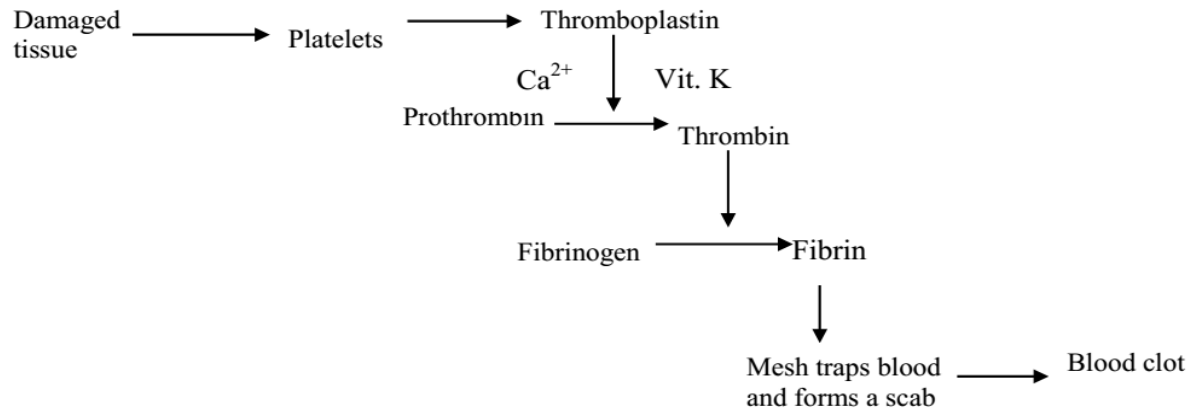 Damaged
tissue
Platelets
Thromboplastin
Ca²⁺
Vit. K
Prothrombin
Thrombin
Fibrinogen
Fibrin
Mesh traps blood
and forms a scab
Blood clot